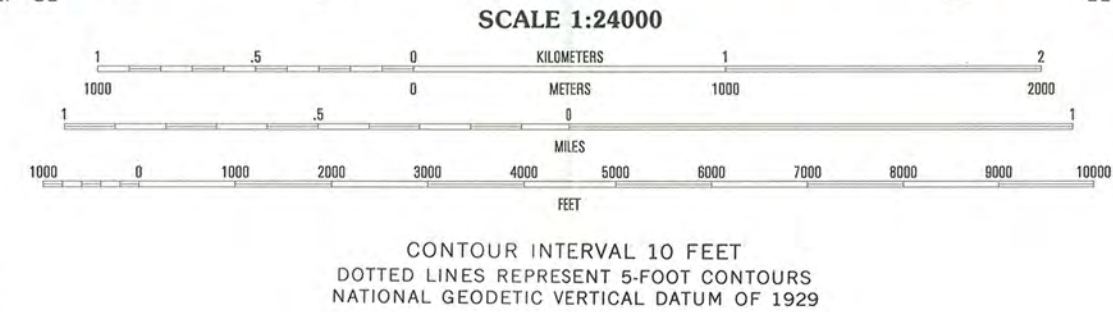 SCALE 1:24000
1 .5 0 KILOMETERS 1 2
1000 0 METERS 1000 2000
1 .5 0 1
MILES
1000 0 1000 2000 3000 4000 5000 6000 7000 8000 9000 10000
FEET
CONTOUR INTERVAL 10 FEET
DOTTED LINES REPRESENT 5-FOOT CONTOURS
NATIONAL GEODETIC VERTICAL DATUM OF 1929